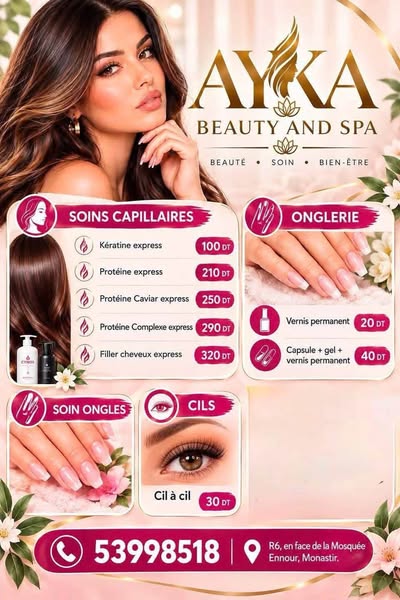 AYKA
BEAUTY AND SPA
BEAUTÉ • SOIN • BIEN-ÊTRE
SOINS CAPILLAIRES
Kératine express 100 DT
Protéine express 210 DT
Protéine Caviar express 250 DT
Protéine Complexe express 290 DT
Filler cheveux express 320 DT
ONGLERIE
Vernis permanent 20 DT
Capsule + gel +
vernis permanent 40 DT
SOIN ONGLES
CILS
Cil à cil 30 DT
53998518
R6, en face de la Mosquée
Ennour, Monastir.